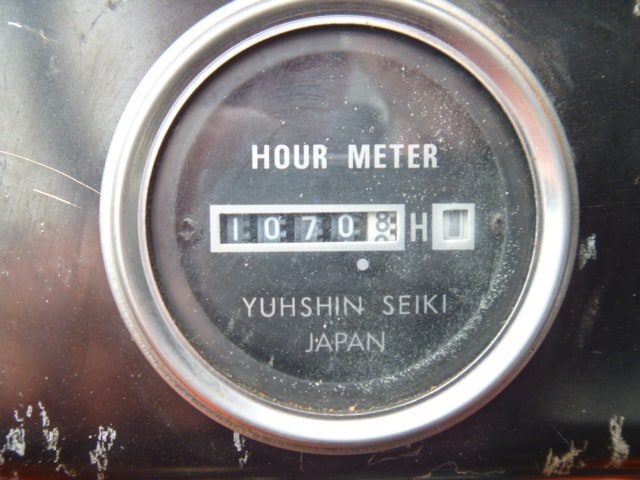 HOUR METER
1070 H
YUHSHIN SEIKI
JAPAN